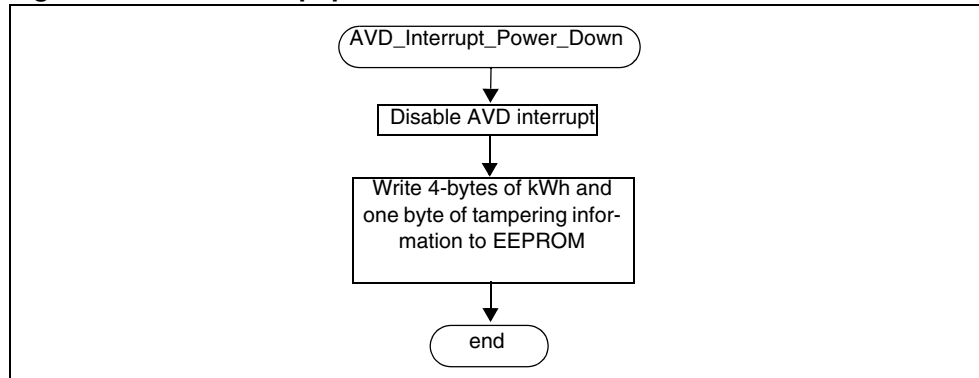 AVD_Interrupt_Power_Down
Disable AVD interrupt
Write 4-bytes of kWh and
one byte of tampering infor-
mation to EEPROM
end